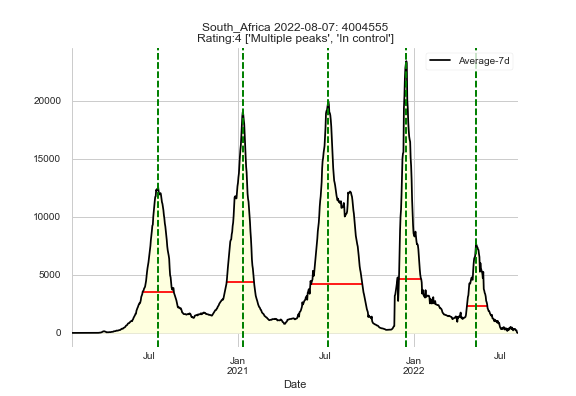 South_Africa 2022-08-07: 4004555
Rating:4 ['Multiple peaks', 'In control']
Average-7d
20000
15000
10000
5000
0
Jul
Jan
2021
Jul
Jan
2022
Jul
Date